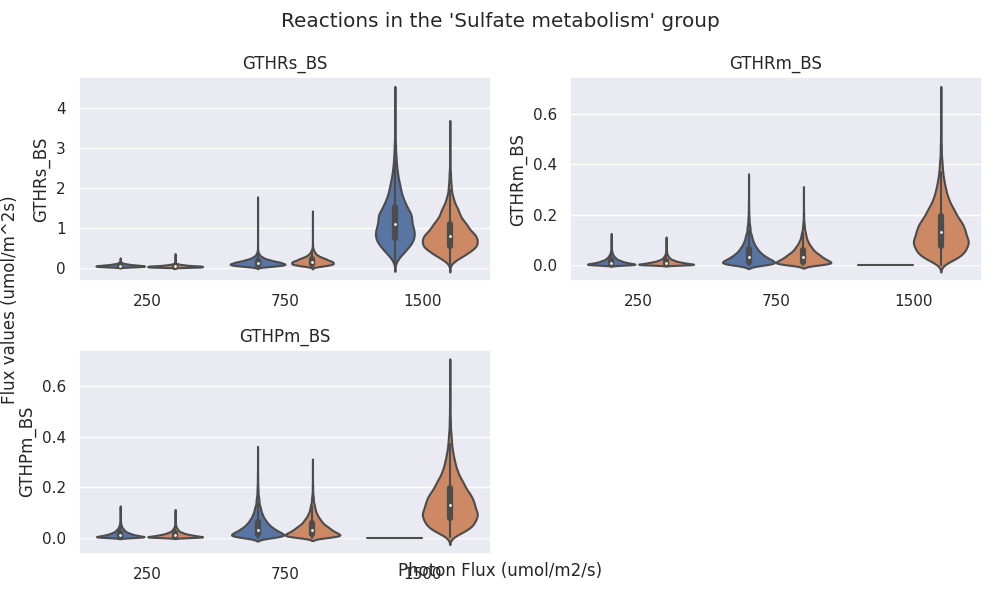 Reactions in the 'Sulfate metabolism' group
GTHRs_BS
GTHRs_BS
4
3
2
1
0
250
750
1500
GTHRm_BS
GTHRm_BS
0.6
0.4
0.2
0.0
250
750
1500
Flux values (umol/m^2s)
GTHPm_BS
GTHPm_BS
0.6
0.4
0.2
0.0
250
750
1500
Photon Flux (umol/m2/s)